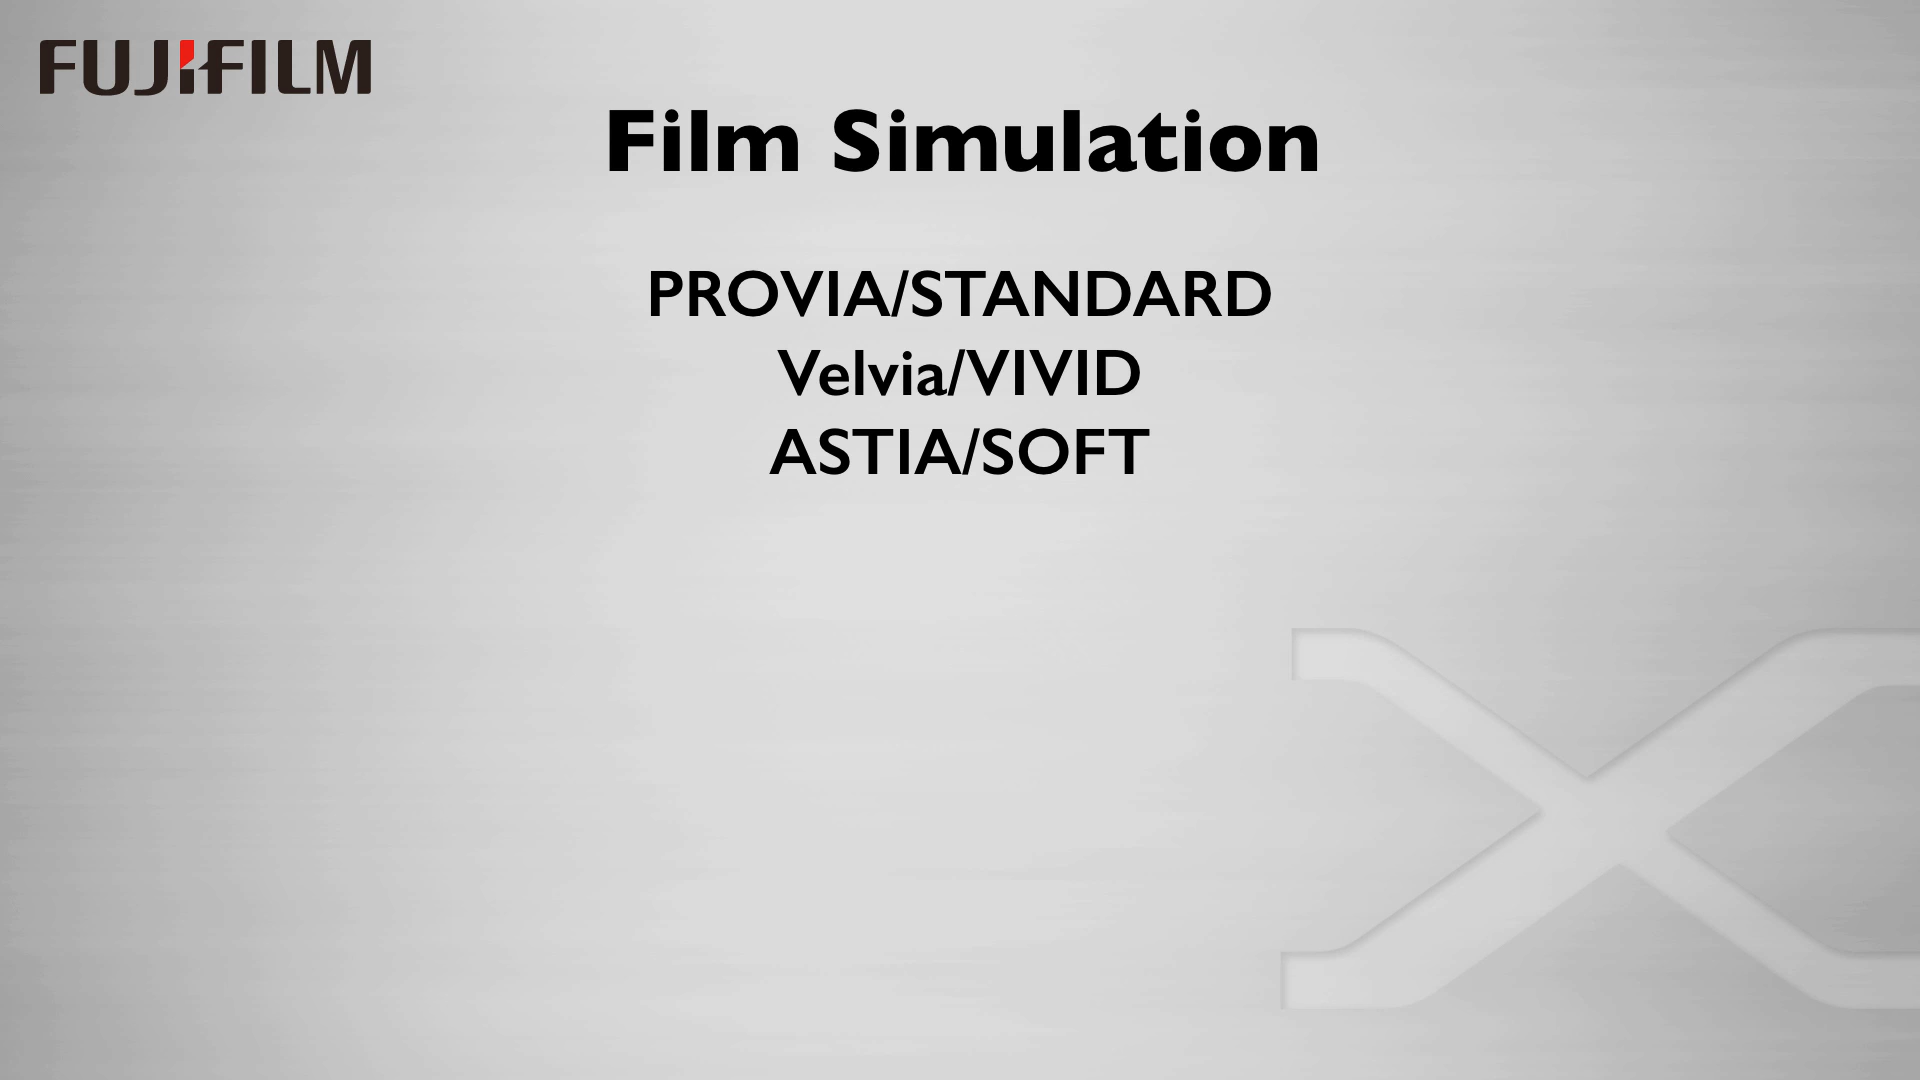 FUJIFILM
Film Simulation
PROVIA/STANDARD
Velvia/VIVID
ASTIA/SOFT
X